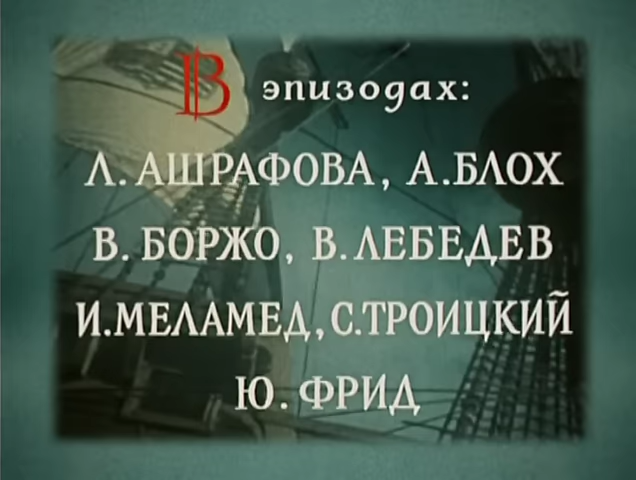 В эпизодах:
Л. АШРАФОВА, А.БЛОХ
В. БОРЖО, В.ЛЕБЕДЕВ
И.МЕЛАМЕД, С.ТРОИЦКИЙ
Ю. ФРИД